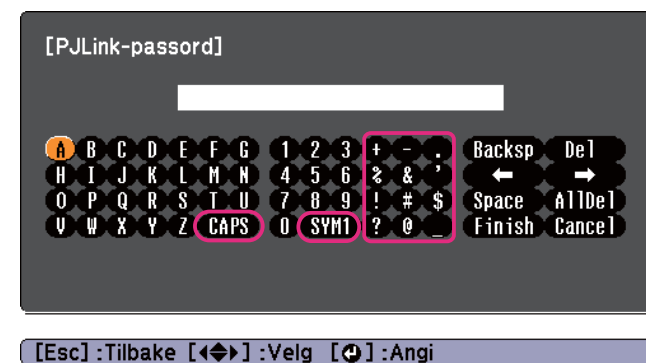 [PJLink-passord]
A B C D E F G 1 2 3 + - . Backsp Del
H I J K L M N 4 5 6 % & ' ← →
O P Q R S T U 7 8 9 ! # $ Space AllDel
V W X Y Z CAPS 0 SYM1 ? @ _ Finish Cancel
[Esc] :Tilbake [◂◆▸] :Velg [⏎] :Angi